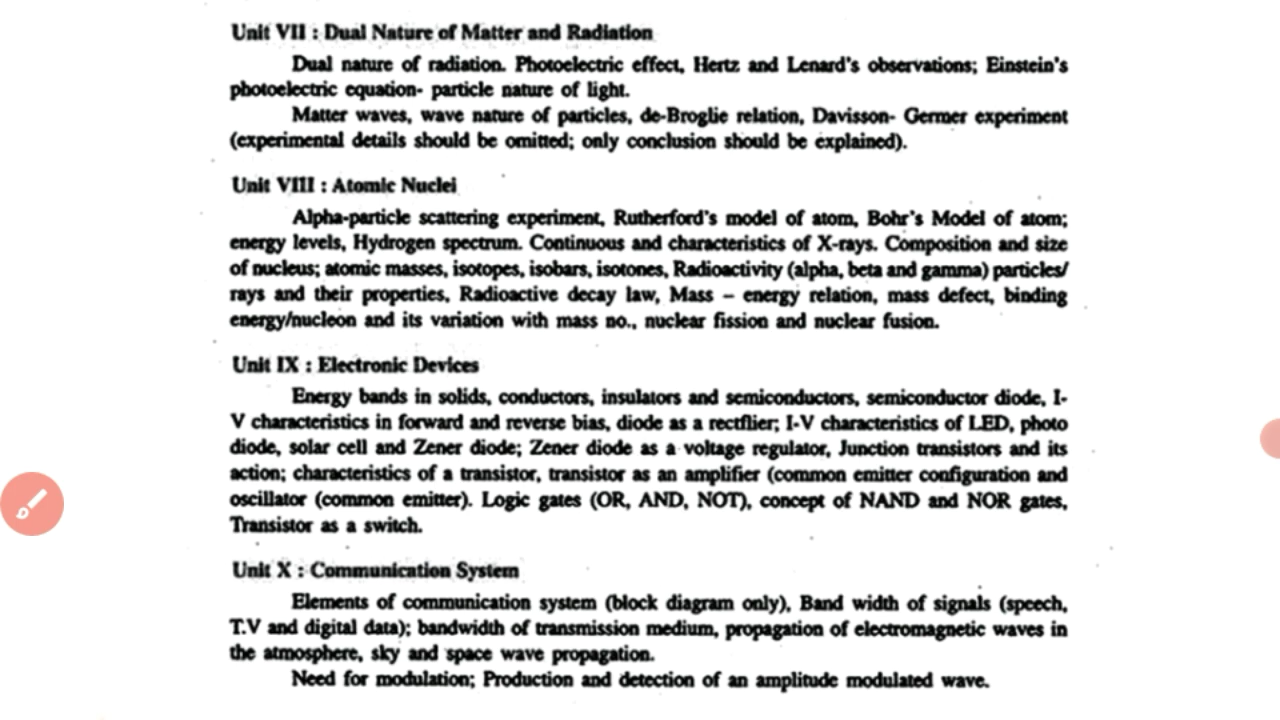 Unit VII : Dual Nature of Matter and Radiation
Dual nature of radiation. Photoelectric effect, Hertz and Lenard's observations; Einstein's
photoelectric equation- particle nature of light.
Matter waves, wave nature of particles, de-Broglie relation, Davisson- Germer experiment
(experimental details should be omitted; only conclusion should be explained).
Unit VIII : Atomic Nuclei
Alpha-particle scattering experiment, Rutherford's model of atom, Bohr's Model of atom;
energy levels, Hydrogen spectrum. Continuous and characteristics of X-rays. Composition and size
of nucleus; atomic masses, isotopes, isobars, isotones, Radioactivity (alpha, beta and gamma) particles/
rays and their properties, Radioactive decay law, Mass – energy relation, mass defect, binding
energy/nucleon and its variation with mass no., nuclear fission and nuclear fusion.
Unit IX : Electronic Devices
Energy bands in solids, conductors, insulators and semiconductors, semiconductor diode, I-
V characteristics in forward and reverse bias, diode as a rectflier; I-V characteristics of LED, photo
diode, solar cell and Zener diode; Zener diode as a voltage regulator, Junction transistors and its
action; characteristics of a transistor, transistor as an amplifier (common emitter configuration and
oscillator (common emitter). Logic gates (OR, AND, NOT), concept of NAND and NOR gates,
Transistor as a switch.
Unit X : Communication System
Elements of communication system (block diagram only), Band width of signals (speech,
T.V and digital data); bandwidth of transmission medium, propagation of electromagnetic waves in
the atmosphere, sky and space wave propagation.
Need for modulation; Production and detection of an amplitude modulated wave.